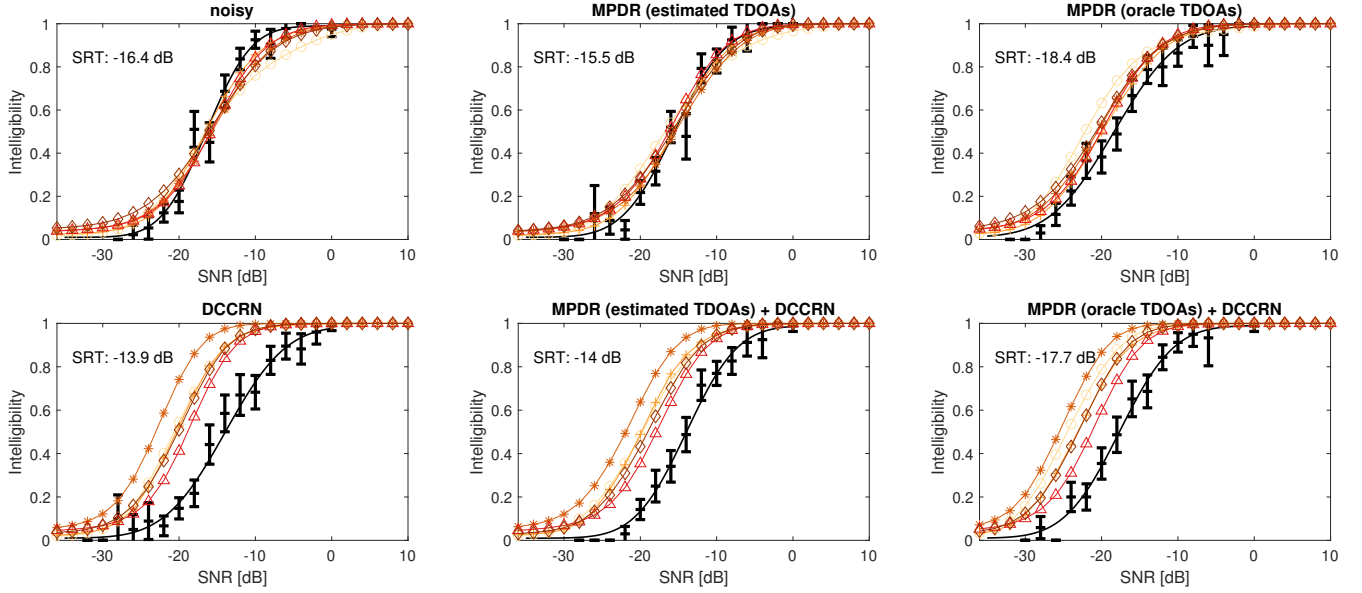 noisy
SRT: -16.4 dB
Intelligibility
1
0.8
0.6
0.4
0.2
0
-30 -20 -10 0 10
SNR [dB]
MPDR (estimated TDOAs)
SRT: -15.5 dB
Intelligibility
1
0.8
0.6
0.4
0.2
0
-30 -20 -10 0 10
SNR [dB]
MPDR (oracle TDOAs)
SRT: -18.4 dB
Intelligibility
1
0.8
0.6
0.4
0.2
0
-30 -20 -10 0 10
SNR [dB]
DCCRN
SRT: -13.9 dB
Intelligibility
1
0.8
0.6
0.4
0.2
0
-30 -20 -10 0 10
SNR [dB]
MPDR (estimated TDOAs) + DCCRN
SRT: -14 dB
Intelligibility
1
0.8
0.6
0.4
0.2
0
-30 -20 -10 0 10
SNR [dB]
MPDR (oracle TDOAs) + DCCRN
SRT: -17.7 dB
Intelligibility
1
0.8
0.6
0.4
0.2
0
-30 -20 -10 0 10
SNR [dB]